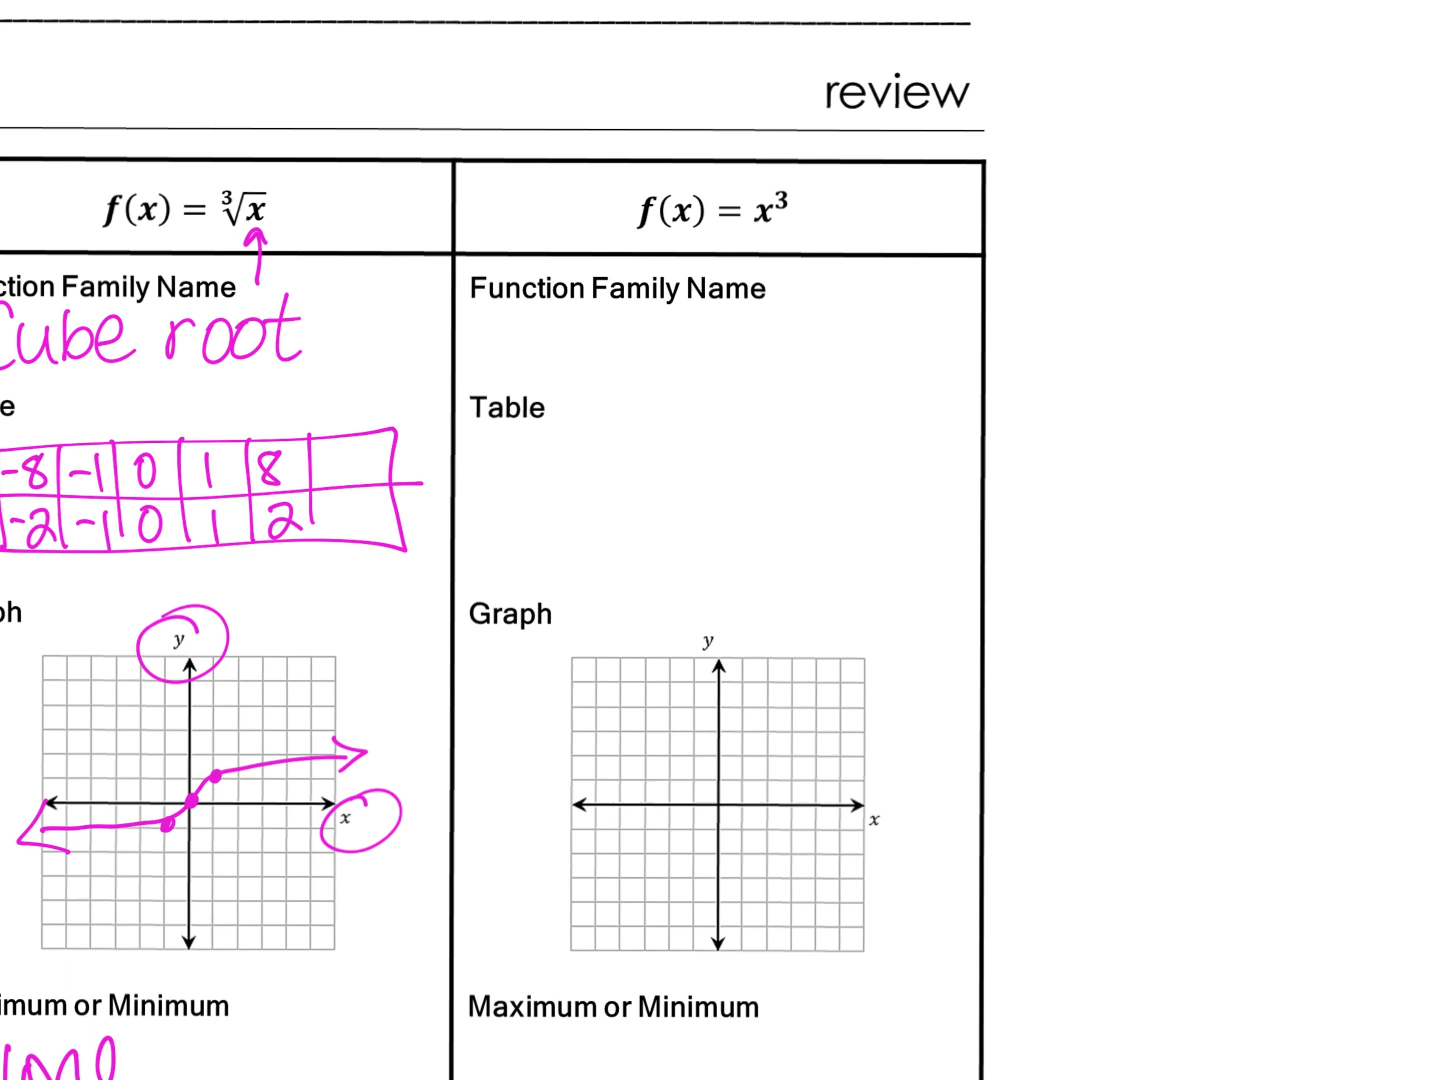 review
f(x) = ∛x
f(x) = x³
ction Family Name
Function Family Name
Cube root
e
Table
-8 -1 0 1 8
-2 -1 0 1 2
ph
Graph
y
y
x
x
imum or Minimum
Maximum or Minimum